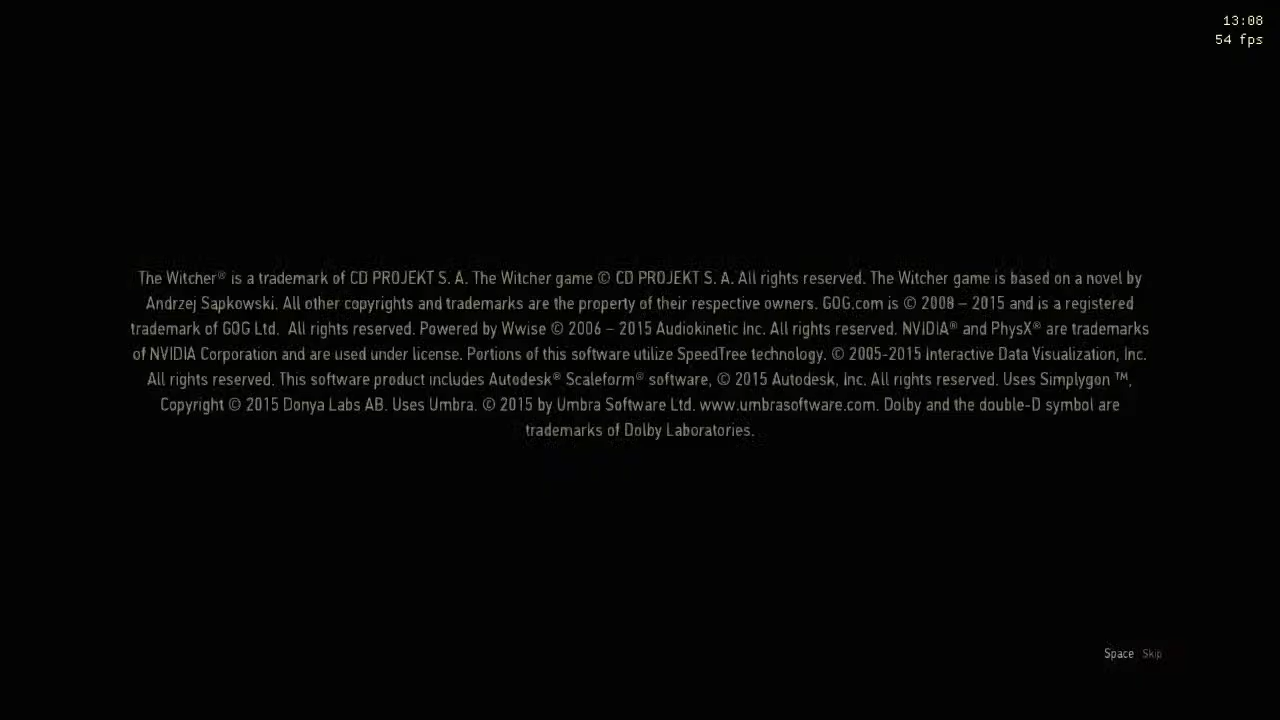 13:08
54 fps
The Witcher® is a trademark of CD PROJEKT S. A. The Witcher game © CD PROJEKT S. A. All rights reserved. The Witcher game is based on a novel by
Andrzej Sapkowski. All other copyrights and trademarks are the property of their respective owners. GOG.com is © 2008 – 2015 and is a registered
trademark of GOG Ltd.  All rights reserved. Powered by Wwise © 2006 – 2015 Audiokinetic Inc. All rights reserved. NVIDIA® and PhysX® are trademarks
of NVIDIA Corporation and are used under license. Portions of this software utilize SpeedTree technology. © 2005-2015 Interactive Data Visualization, Inc.
All rights reserved. This software product includes Autodesk® Scaleform® software, © 2015 Autodesk, Inc. All rights reserved. Uses Simplygon ™,
Copyright © 2015 Donya Labs AB. Uses Umbra. © 2015 by Umbra Software Ltd. www.umbrasoftware.com. Dolby and the double-D symbol are
trademarks of Dolby Laboratories.
Space Skip